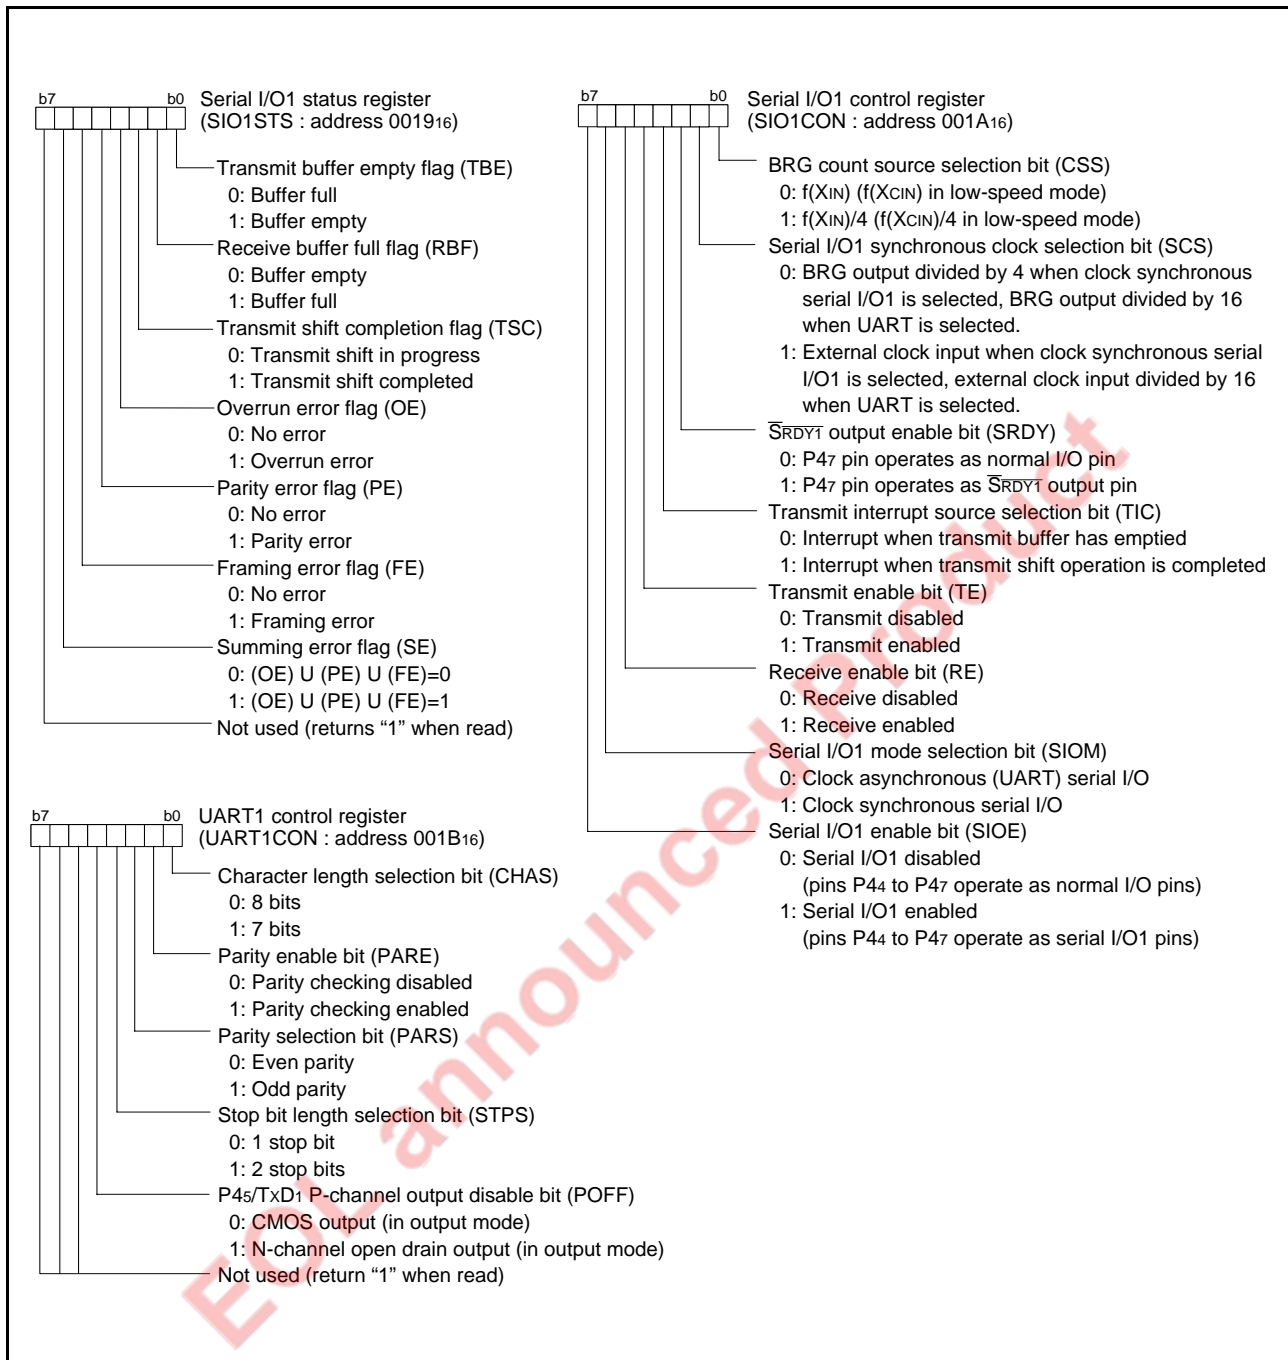 b7 b0 Serial I/O1 status register
(SIO1STS : address 001916)
Transmit buffer empty flag (TBE)
0: Buffer full
1: Buffer empty
Receive buffer full flag (RBF)
0: Buffer empty
1: Buffer full
Transmit shift completion flag (TSC)
0: Transmit shift in progress
1: Transmit shift completed
Overrun error flag (OE)
0: No error
1: Overrun error
Parity error flag (PE)
0: No error
1: Parity error
Framing error flag (FE)
0: No error
1: Framing error
Summing error flag (SE)
0: (OE) U (PE) U (FE)=0
1: (OE) U (PE) U (FE)=1
Not used (returns “1” when read)
b7 b0 UART1 control register
(UART1CON : address 001B16)
Character length selection bit (CHAS)
0: 8 bits
1: 7 bits
Parity enable bit (PARE)
0: Parity checking disabled
1: Parity checking enabled
Parity selection bit (PARS)
0: Even parity
1: Odd parity
Stop bit length selection bit (STPS)
0: 1 stop bit
1: 2 stop bits
P45/TxD1 P-channel output disable bit (POFF)
0: CMOS output (in output mode)
1: N-channel open drain output (in output mode)
Not used (return “1” when read)
b7 b0 Serial I/O1 control register
(SIO1CON : address 001A16)
BRG count source selection bit (CSS)
0: f(XIN) (f(XCIN) in low-speed mode)
1: f(XIN)/4 (f(XCIN)/4 in low-speed mode)
Serial I/O1 synchronous clock selection bit (SCS)
0: BRG output divided by 4 when clock synchronous
serial I/O1 is selected, BRG output divided by 16
when UART is selected.
1: External clock input when clock synchronous serial
I/O1 is selected, external clock input divided by 16
when UART is selected.
SRDY1 output enable bit (SRDY)
0: P47 pin operates as normal I/O pin
1: P47 pin operates as SRDY1 output pin
Transmit interrupt source selection bit (TIC)
0: Interrupt when transmit buffer has emptied
1: Interrupt when transmit shift operation is completed
Transmit enable bit (TE)
0: Transmit disabled
1: Transmit enabled
Receive enable bit (RE)
0: Receive disabled
1: Receive enabled
Serial I/O1 mode selection bit (SIOM)
0: Clock asynchronous (UART) serial I/O
1: Clock synchronous serial I/O
Serial I/O1 enable bit (SIOE)
0: Serial I/O1 disabled
(pins P44 to P47 operate as normal I/O pins)
1: Serial I/O1 enabled
(pins P44 to P47 operate as serial I/O1 pins)
EOL announced Product